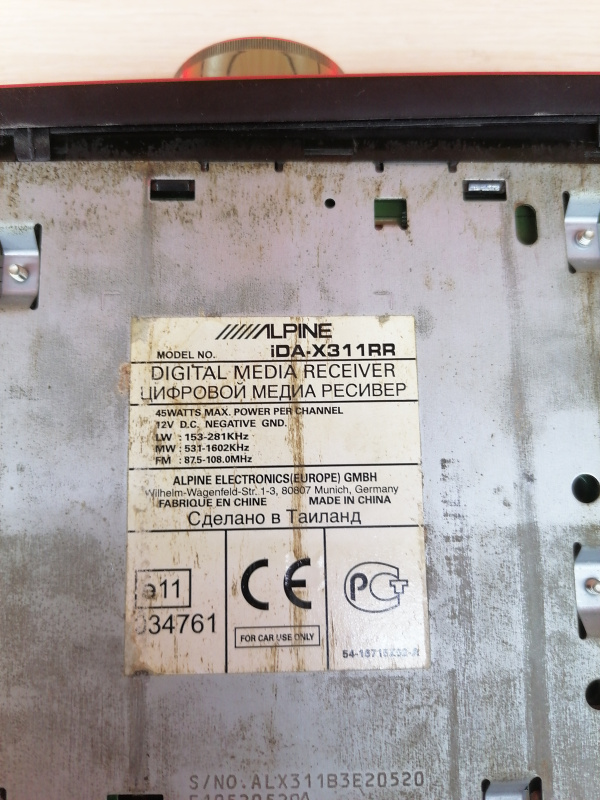 ALPINE
MODEL NO. iDA-X311RR
DIGITAL MEDIA RECEIVER
ЦИФРОВОЙ МЕДИА РЕСИВЕР
45WATTS MAX. POWER PER CHANNEL
12V D.C. NEGATIVE GND.
LW : 153-281KHz
MW : 531-1602KHz
FM : 87.5-108.0MHz
ALPINE ELECTRONICS(EUROPE) GMBH
Wilhelm-Wagenfeld-Str. 1-3, 80807 Munich, Germany
FABRIQUE EN CHINE MADE IN CHINA
Сделано в Таиланд
e11
034761
CE
FOR CAR USE ONLY
РСТ
S/NO.ALX311B3E20520